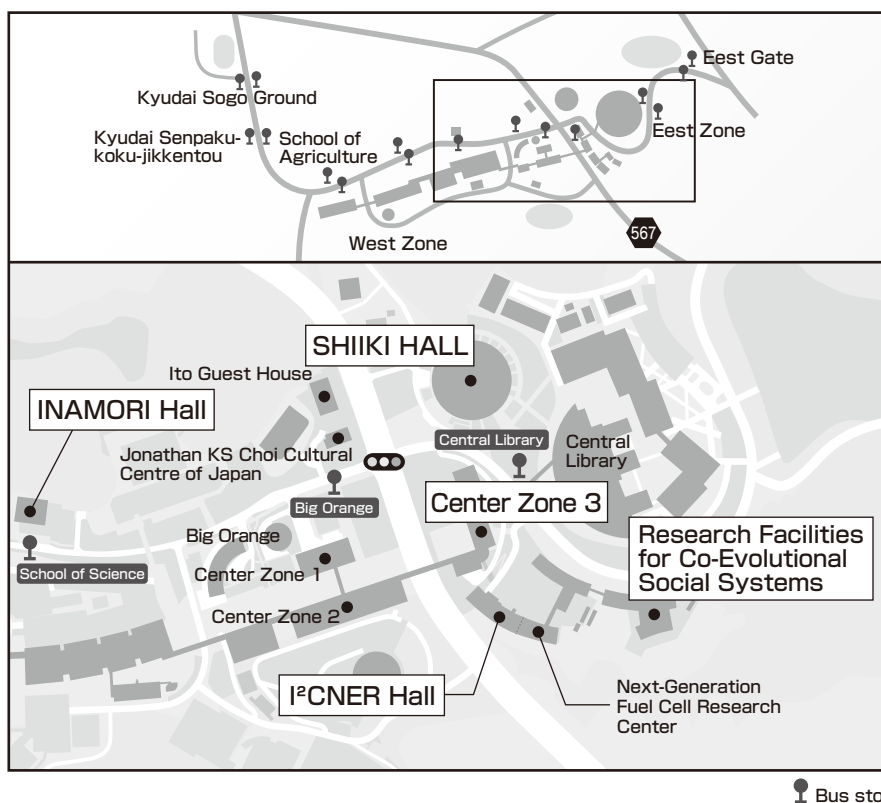 Eest Gate
Kyudai Sogo Ground
Eest Zone
Kyudai Senpaku-
koku-jikkentou
School of
Agriculture
West Zone
567
SHIIKI HALL
Ito Guest House
INAMORI Hall
Jonathan KS Choi Cultural
Centre of Japan
Central Library
Central
Library
Big Orange
Center Zone 3
Big Orange
Research Facilities
for Co-Evolutional
Social Systems
School of Science
Center Zone 1
Center Zone 2
I²CNER Hall
Next-Generation
Fuel Cell Research
Center
Bus sto